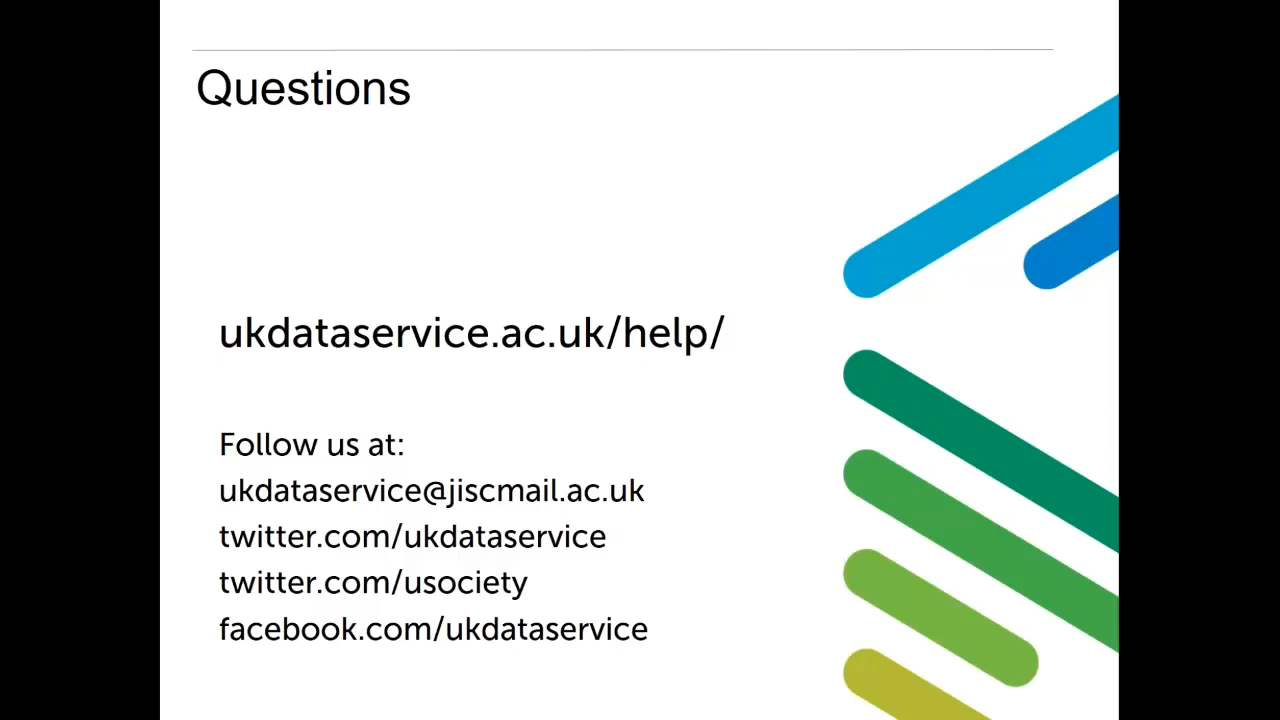 Questions
ukdataservice.ac.uk/help/
Follow us at:
ukdataservice@jiscmail.ac.uk
twitter.com/ukdataservice
twitter.com/usociety
facebook.com/ukdataservice